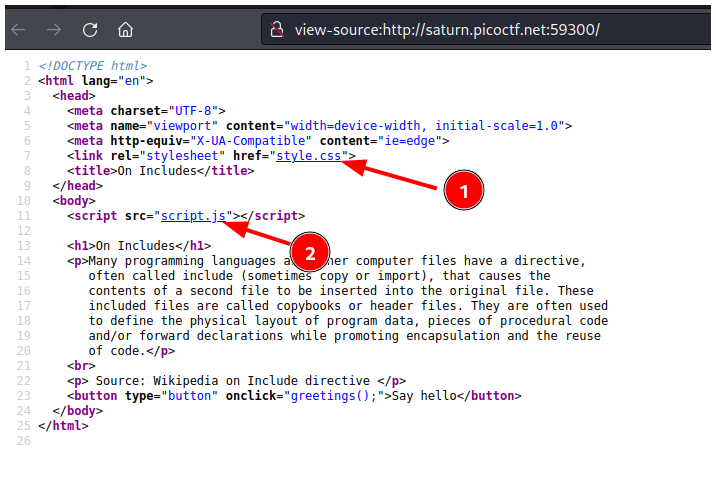 view-source:http://saturn.picoctf.net:59300/
1 <!DOCTYPE html>
2 <html lang="en">
3 <head>
4 <meta charset="UTF-8">
5 <meta name="viewport" content="width=device-width, initial-scale=1.0">
6 <meta http-equiv="X-UA-Compatible" content="ie=edge">
7 <link rel="stylesheet" href="style.css">
8 <title>On Includes</title>
9 </head>
1
10 <body>
11 <script src="script.js"></script>
12
2
13 <h1>On Includes</h1>
14 <p>Many programming languages a her computer files have a directive,
15 often called include (sometimes copy or import), that causes the
16 contents of a second file to be inserted into the original file. These
17 included files are called copybooks or header files. They are often used
18 to define the physical layout of program data, pieces of procedural code
19 and/or forward declarations while promoting encapsulation and the reuse
20 of code.</p>
21 <br>
22 <p> Source: Wikipedia on Include directive </p>
23 <button type="button" onclick="greetings();">Say hello</button>
24 </body>
25 </html>
26